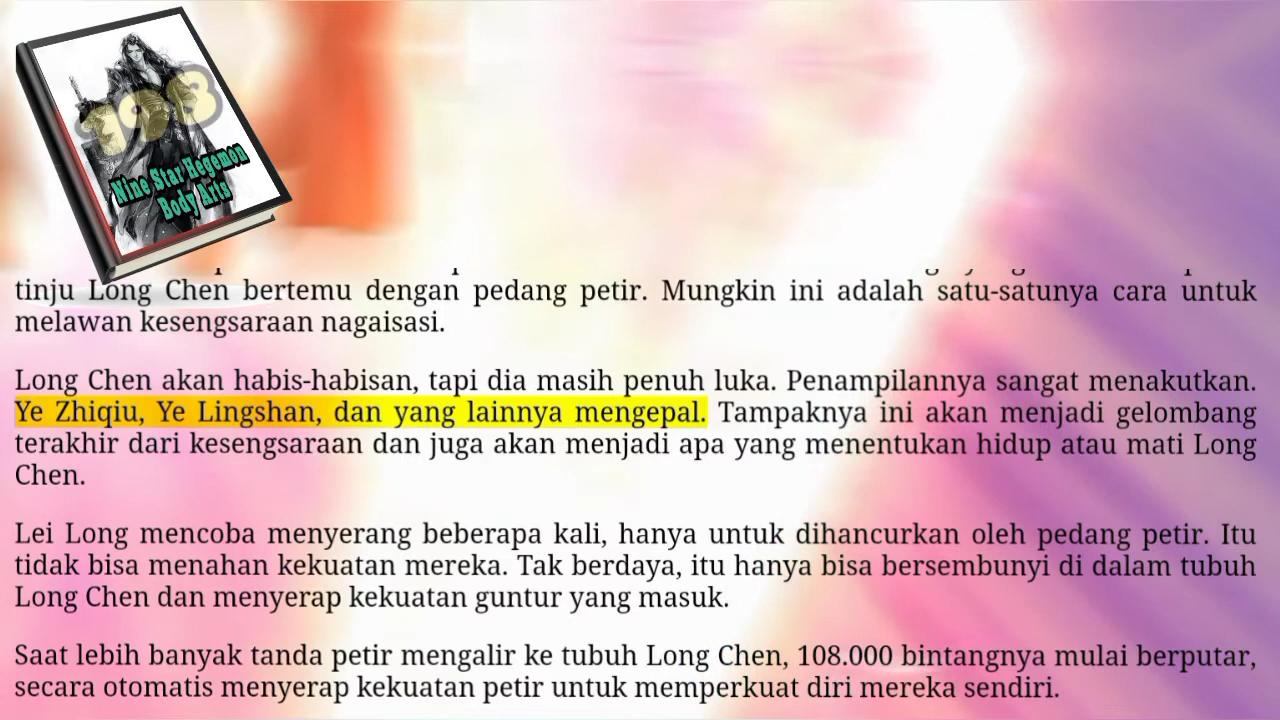 198
Nine Star Hegemon
Body Arts
tinju Long Chen bertemu dengan pedang petir. Mungkin ini adalah satu-satunya cara untuk
melawan kesengsaraan nagaisasi.
Long Chen akan habis-habisan, tapi dia masih penuh luka. Penampilannya sangat menakutkan.
Ye Zhiqiu, Ye Lingshan, dan yang lainnya mengepal. Tampaknya ini akan menjadi gelombang
terakhir dari kesengsaraan dan juga akan menjadi apa yang menentukan hidup atau mati Long
Chen.
Lei Long mencoba menyerang beberapa kali, hanya untuk dihancurkan oleh pedang petir. Itu
tidak bisa menahan kekuatan mereka. Tak berdaya, itu hanya bisa bersembunyi di dalam tubuh
Long Chen dan menyerap kekuatan guntur yang masuk.
Saat lebih banyak tanda petir mengalir ke tubuh Long Chen, 108.000 bintangnya mulai berputar,
secara otomatis menyerap kekuatan petir untuk memperkuat diri mereka sendiri.